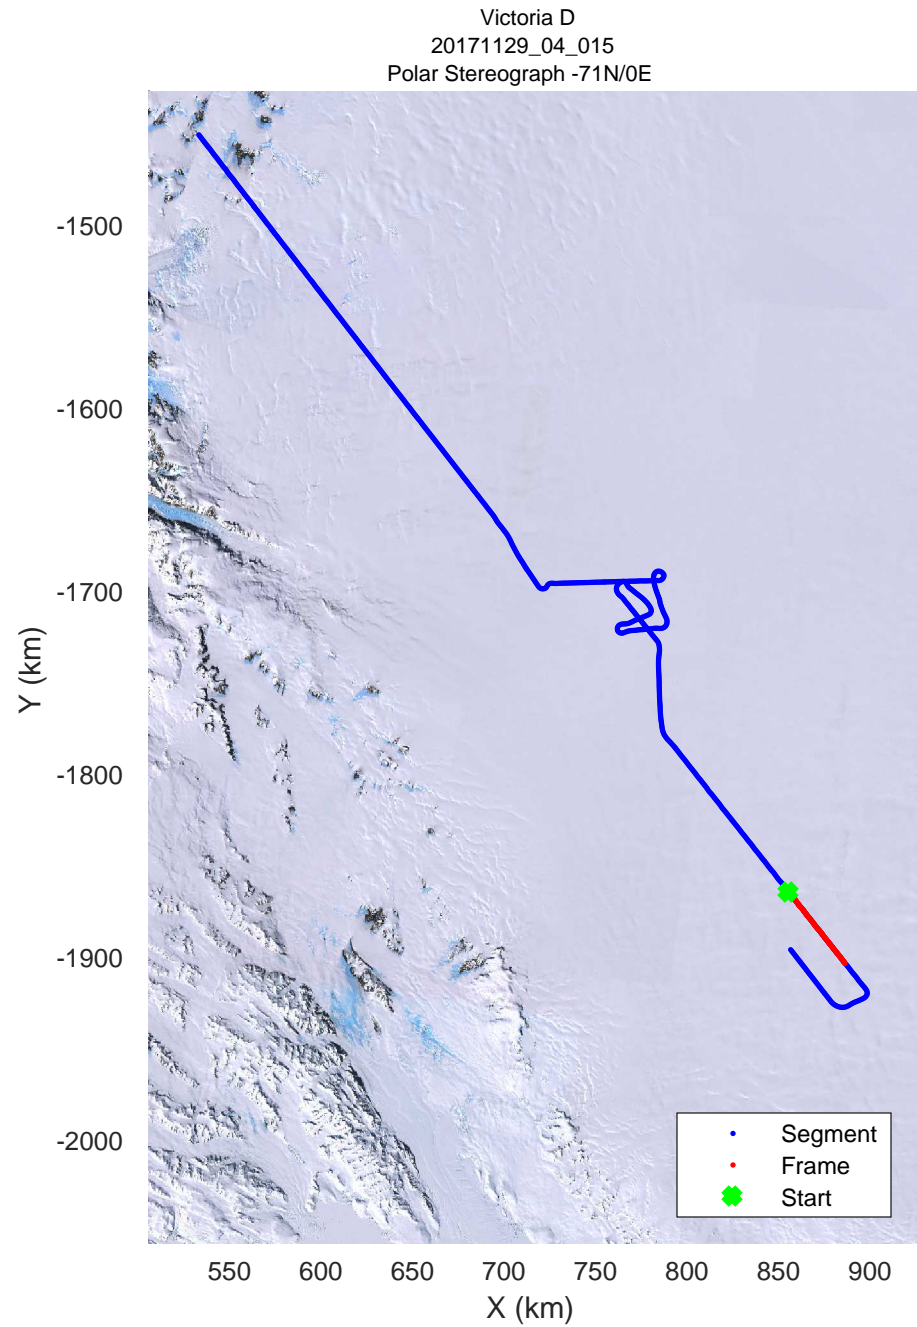 Victoria D
20171129_04_015
Polar Stereograph -71N/0E
-1500
-1600
-1700
-1800
-1900
-2000
Y (km)
Segment
Frame
Start
550 600 650 700 750 800 850 900
X (km)